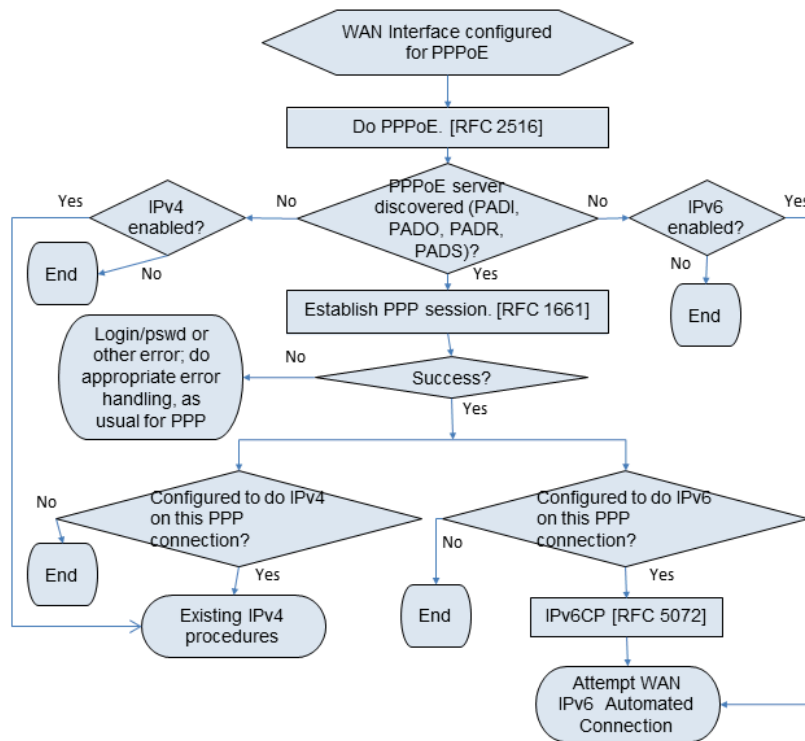 WAN Interface configured
for PPPoE
Do PPPoE. [RFC 2516]
Yes
IPv4
enabled?
No
PPPoE server
discovered (PADI,
PADO, PADR,
PADS)?
No
IPv6
enabled?
Yes
End
No
Yes
No
End
Establish PPP session. [RFC 1661]
Login/pswd or
other error; do
appropriate error
handling, as
usual for PPP
No
Success?
Yes
No
Configured to do IPv4
on this PPP
connection?
Configured to do IPv6
on this PPP
connection?
End
Yes
No
Yes
Existing IPv4
procedures
End
IPv6CP [RFC 5072]
Attempt WAN
IPv6 Automated
Connection